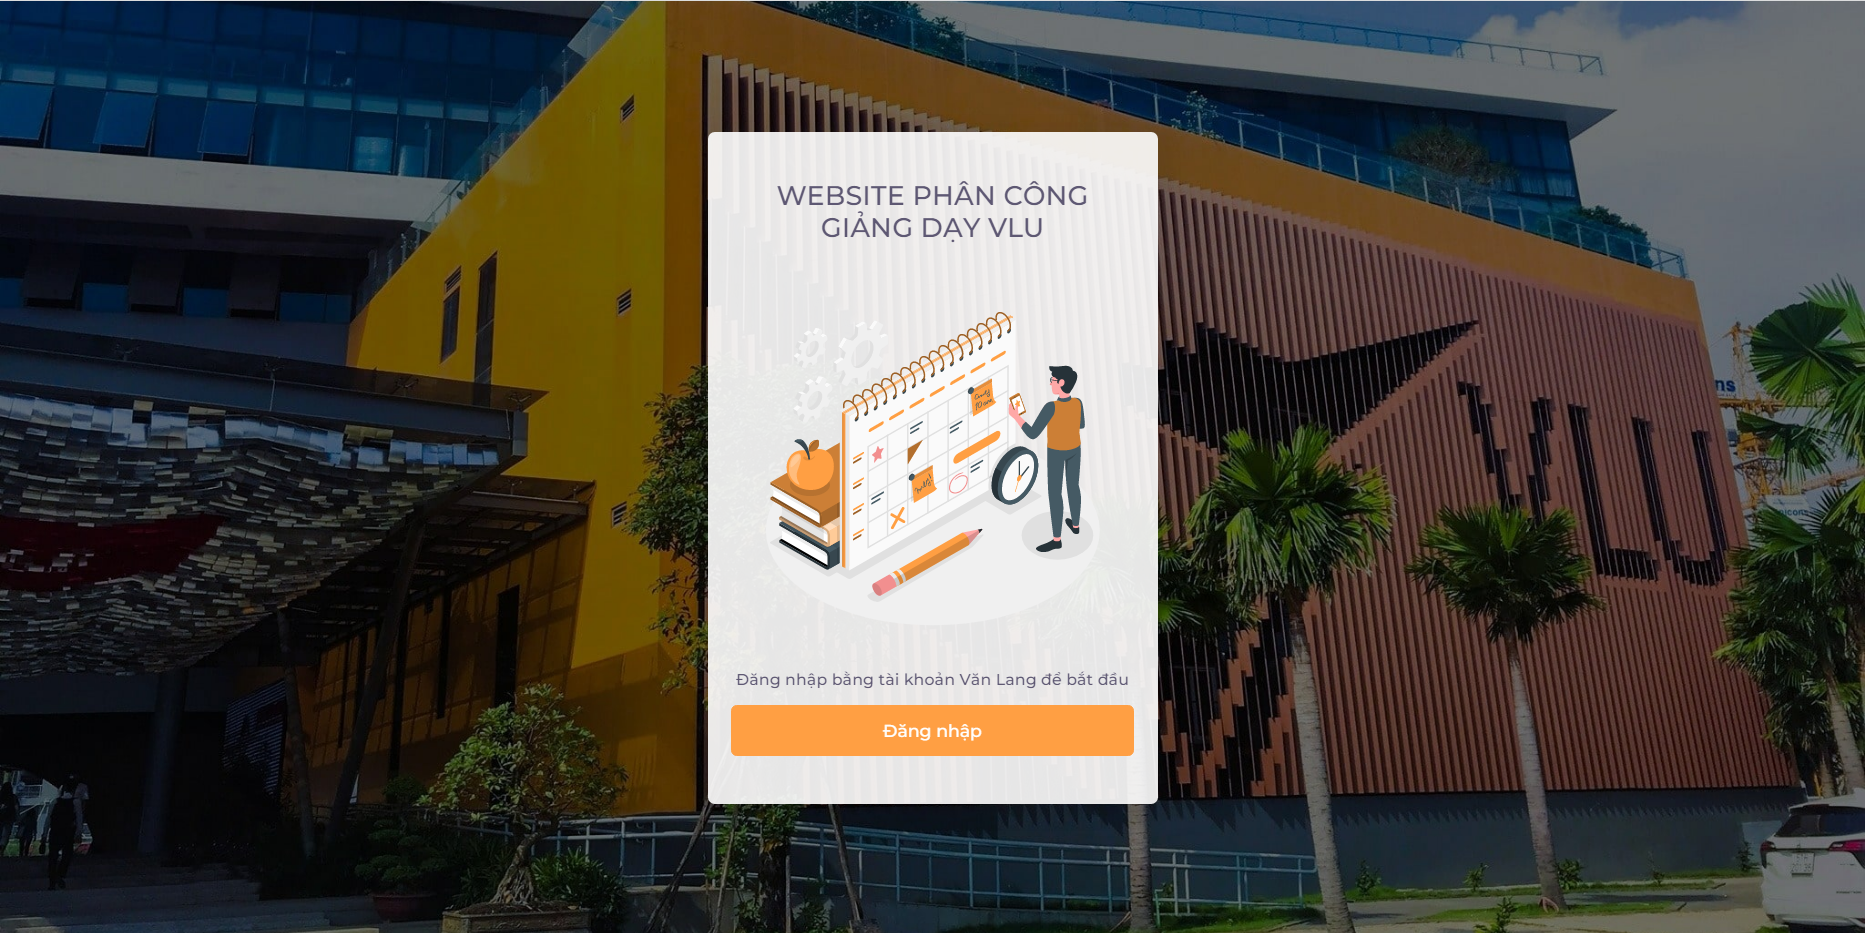 WEBSITE PHÂN CÔNG
GIẢNG DẠY VLU
VLU
Đăng nhập bằng tài khoản Văn Lang để bắt đầu
Đăng nhập